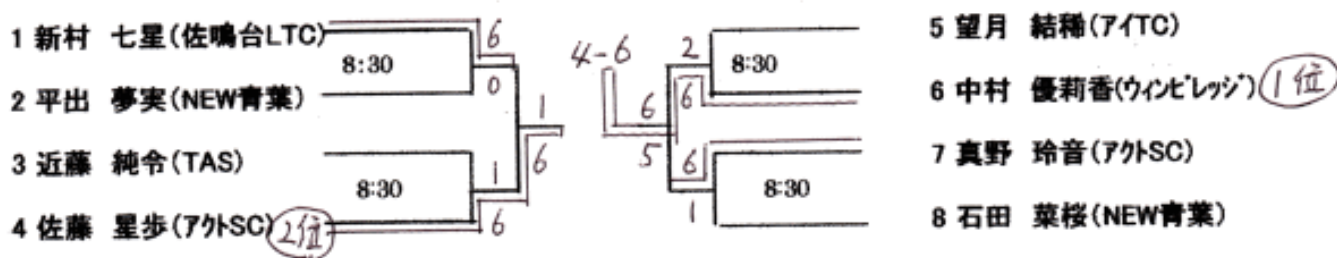 1 新村 七星(佐鳴台LTC)
8:30
2 平出 夢実(NEW青葉)
3 近藤 純令(TAS)
8:30
4 佐藤 星歩(アクトSC) 2位
6
0
1
6
1
6
4-6
6
5
2
6
6
1
5 望月 結稀(アイTC)
8:30
6 中村 優莉香(ウィンビレッジ) 1位
7 真野 玲音(アクトSC)
8:30
8 石田 菜桜(NEW青葉)